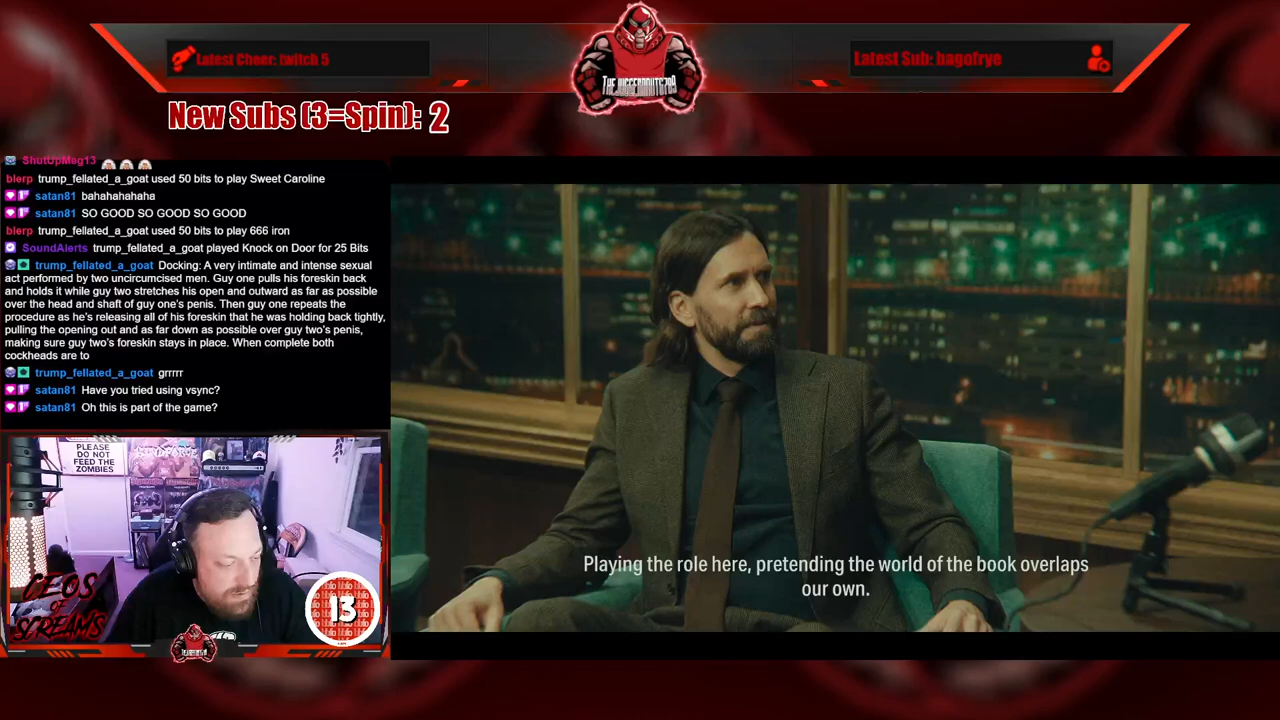 Latest Cheer: twitch 5
THEJUGGERNAUT6789
Latest Sub: hagofrye
New Subs (3=Spin): 2
ShutUpMeg13
blerp trump_fellated_a_goat used 50 bits to play Sweet Caroline
satan81 bahahahahaha
satan81 SO GOOD SO GOOD SO GOOD
blerp trump_fellated_a_goat used 50 bits to play 666 iron
SoundAlerts trump_fellated_a_goat played Knock on Door for 25 Bits
trump_fellated_a_goat Docking: A very intimate and intense sexual
act performed by two uncircumcised men. Guy one pulls his foreskin back
and holds it while guy two stretches his open and outward as far as possible
over the head and shaft of guy one's penis. Then guy one repeats the
procedure as he's releasing all of his foreskin that he was holding back tightly,
pulling the opening out and as far down as possible over guy two's penis,
making sure guy two's foreskin stays in place. When complete both
cockheads are to
trump_fellated_a_goat grrrrr
satan81 Have you tried using vsync?
satan81 Oh this is part of the game?
PLEASE
DO NOT
FEED THE
ZOMBIES
CEOS
OF
SCREAMS
13
Playing the role here, pretending the world of the book overlaps
our own.